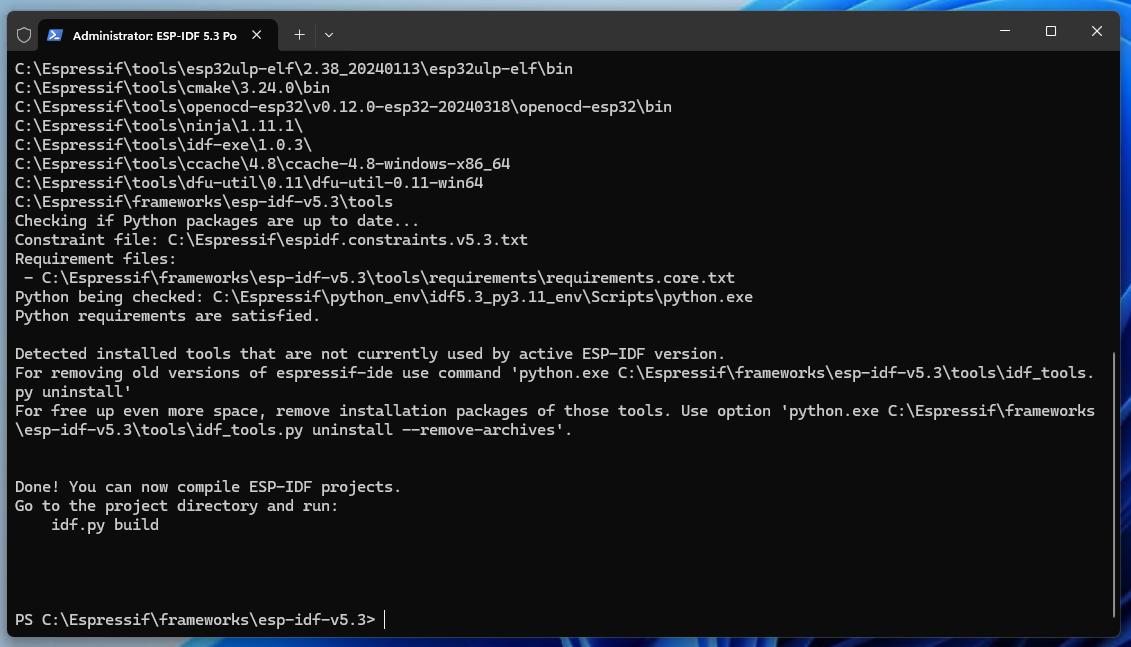 Administrator: ESP-IDF 5.3 Po
C:\Espressif\tools\esp32ulp-elf\2.38_20240113\esp32ulp-elf\bin
C:\Espressif\tools\cmake\3.24.0\bin
C:\Espressif\tools\openocd-esp32\v0.12.0-esp32-20240318\openocd-esp32\bin
C:\Espressif\tools\ninja\1.11.1\
C:\Espressif\tools\idf-exe\1.0.3\
C:\Espressif\tools\ccache\4.8\ccache-4.8-windows-x86_64
C:\Espressif\tools\dfu-util\0.11\dfu-util-0.11-win64
C:\Espressif\frameworks\esp-idf-v5.3\tools
Checking if Python packages are up to date...
Constraint file: C:\Espressif\espidf.constraints.v5.3.txt
Requirement files:
 - C:\Espressif\frameworks\esp-idf-v5.3\tools\requirements\requirements.core.txt
Python being checked: C:\Espressif\python_env\idf5.3_py3.11_env\Scripts\python.exe
Python requirements are satisfied.
Detected installed tools that are not currently used by active ESP-IDF version.
For removing old versions of espressif-ide use command 'python.exe C:\Espressif\frameworks\esp-idf-v5.3\tools\idf_tools.
py uninstall'
For free up even more space, remove installation packages of those tools. Use option 'python.exe C:\Espressif\frameworks
\esp-idf-v5.3\tools\idf_tools.py uninstall --remove-archives'.
Done! You can now compile ESP-IDF projects.
Go to the project directory and run:
    idf.py build
PS C:\Espressif\frameworks\esp-idf-v5.3>